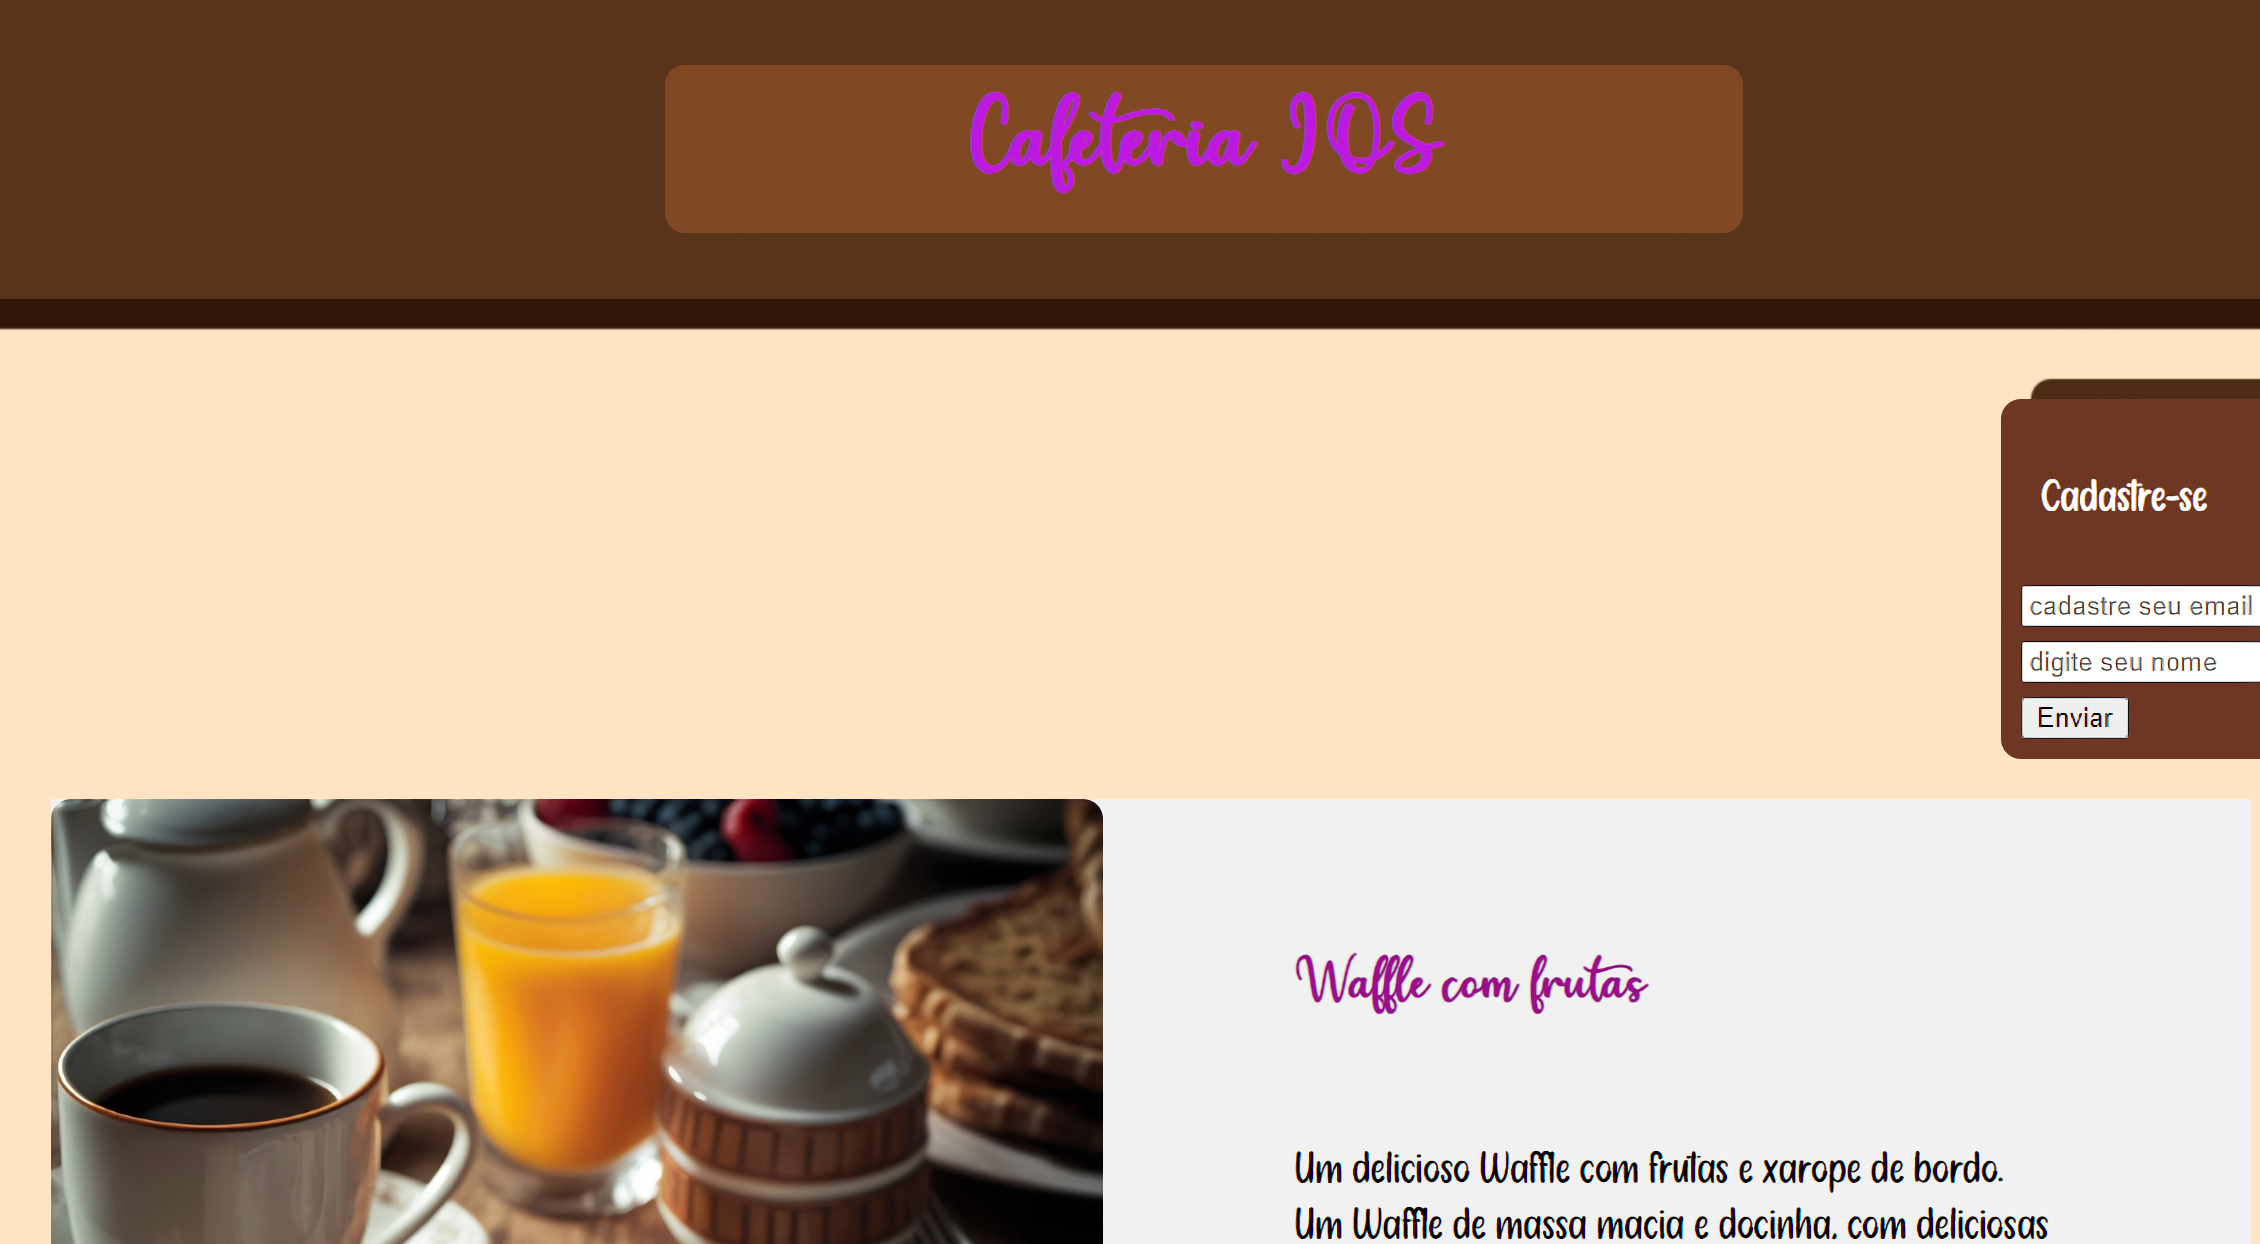 Cafeteria IOS
Cadastre-se
cadastre seu email
digite seu nome
Enviar
Waffle com frutas
Um delicioso Waffle com frutas e xarope de bordo.
Um Waffle de massa macia e docinha, com deliciosas